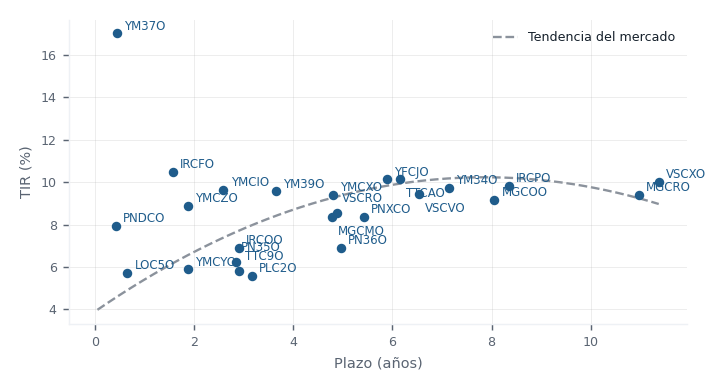 YM37O
Tendencia del mercado
TIR (%)
16
14
12
10
8
6
4
IRCFO
YMCIO
YM39O
YMCZO
PNDCO
LOC5O
YMCYO
IRCOO
PN35O
TTC9O
PLC2O
YMCXO
VSCRO
MGCMO
PN36O
PNXCO
YFCJO
TTCAO
VSCVO
YM34O
IRCPO
MGCOO
VSCXO
MGCRO
0
2
4
6
8
10
Plazo (años)